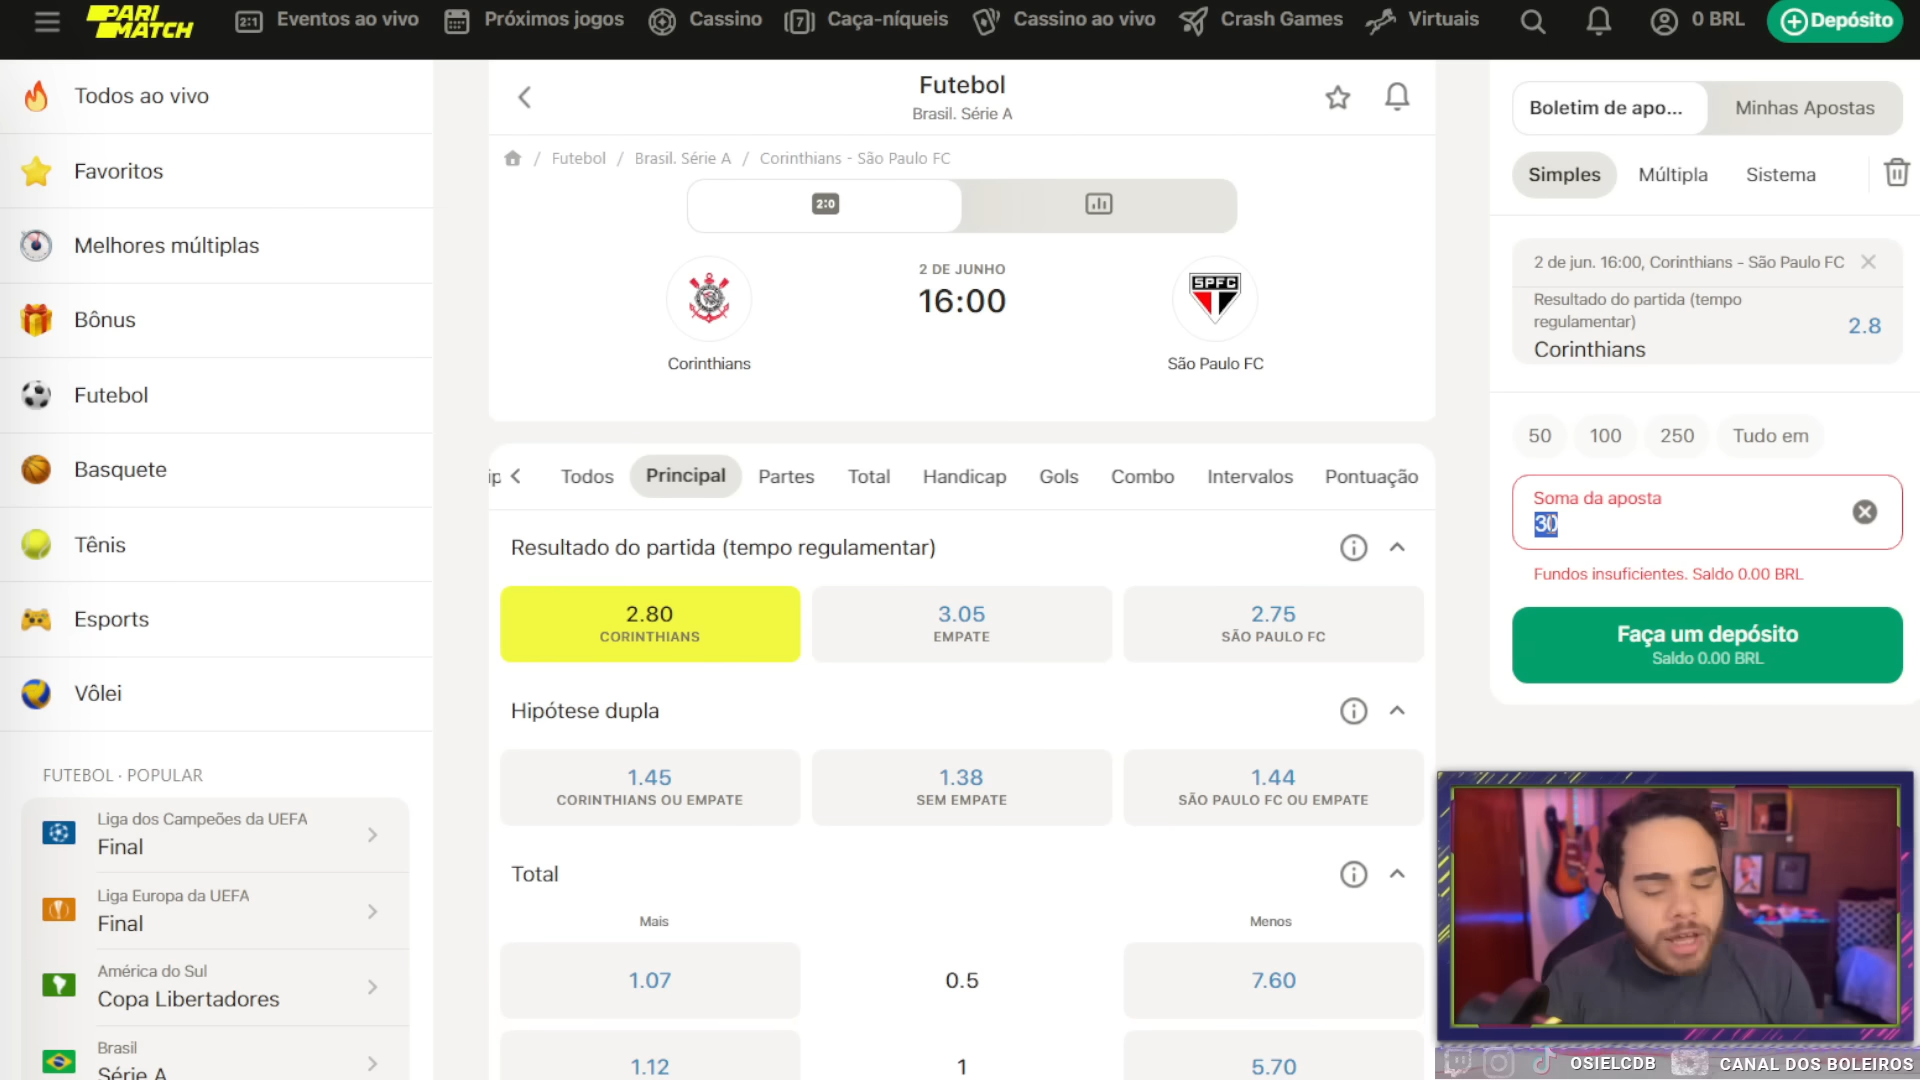 PARI MATCH
2:1 Eventos ao vivo
Próximos jogos
Cassino
7 Caça-níqueis
Cassino ao vivo
Crash Games
Virtuais
0 BRL
Depósito
Todos ao vivo
Favoritos
Melhores múltiplas
Bônus
Futebol
Basquete
Tênis
Esports
Vôlei
FUTEBOL · POPULAR
Liga dos Campeões da UEFA
Final
Liga Europa da UEFA
Final
América do Sul
Copa Libertadores
Brasil
Série A
Futebol
Brasil. Série A
/ Futebol / Brasil. Série A / Corinthians - São Paulo FC
2:0
2 DE JUNHO
16:00
SPFC
Corinthians
São Paulo FC
Todos
Principal
Partes
Total
Handicap
Gols
Combo
Intervalos
Pontuação
Resultado do partida (tempo regulamentar)
2.80
CORINTHIANS
3.05
EMPATE
2.75
SÃO PAULO FC
Hipótese dupla
1.45
CORINTHIANS OU EMPATE
1.38
SEM EMPATE
1.44
SÃO PAULO FC OU EMPATE
Total
Mais
Menos
1.07
0.5
7.60
1.12
1
5.70
Boletim de apo...
Minhas Apostas
Simples
Múltipla
Sistema
2 de jun. 16:00, Corinthians - São Paulo FC
Resultado do partida (tempo
regulamentar)
2.8
Corinthians
50
100
250
Tudo em
Soma da aposta
30
Fundos insuficientes. Saldo 0.00 BRL
Faça um depósito
Saldo 0.00 BRL
OSIELCDB
CANAL DOS BOLEIROS